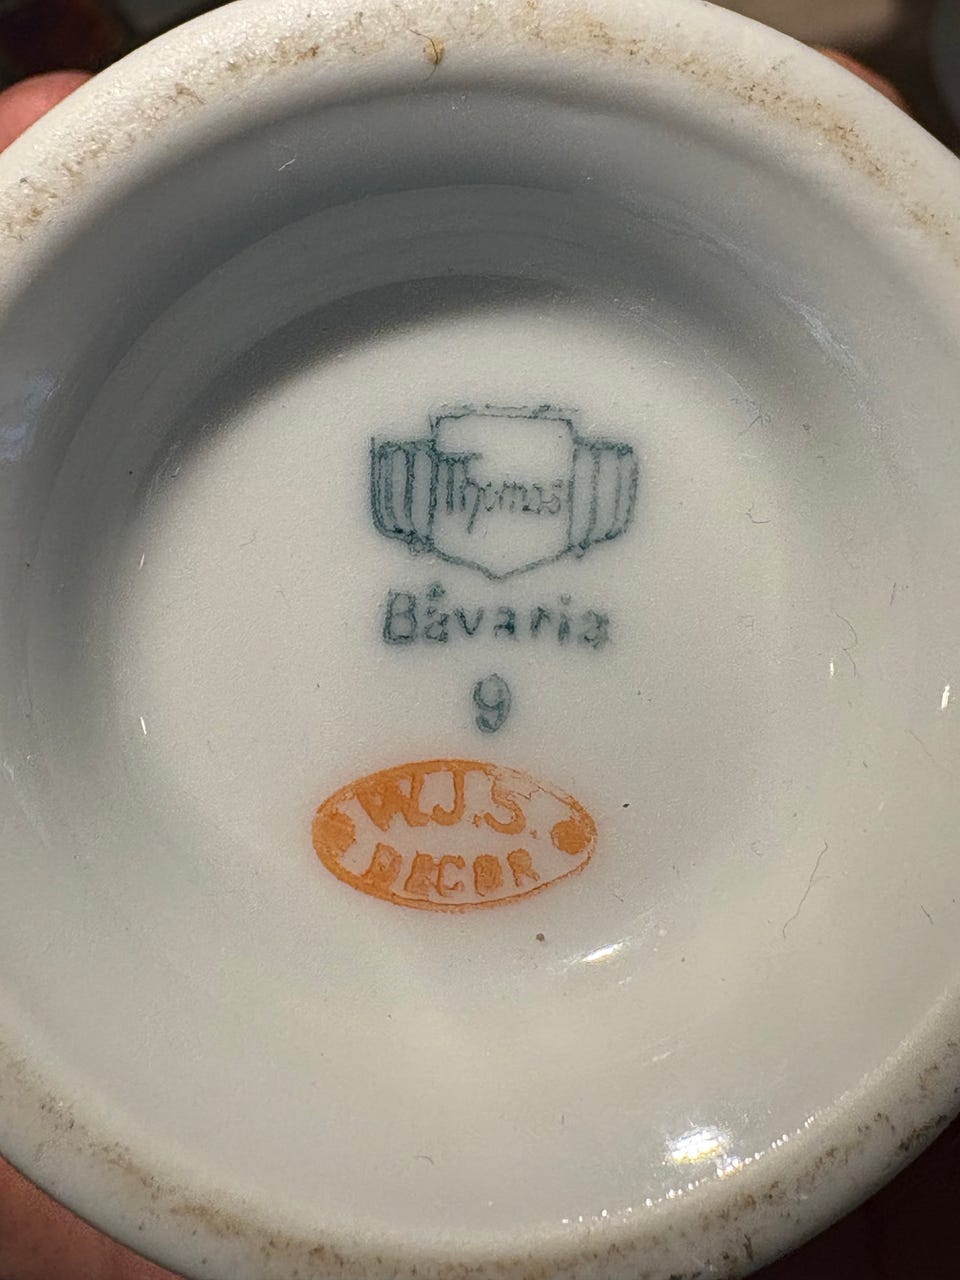 Thomas
Bavaria
9
W.J.S.
DECOR